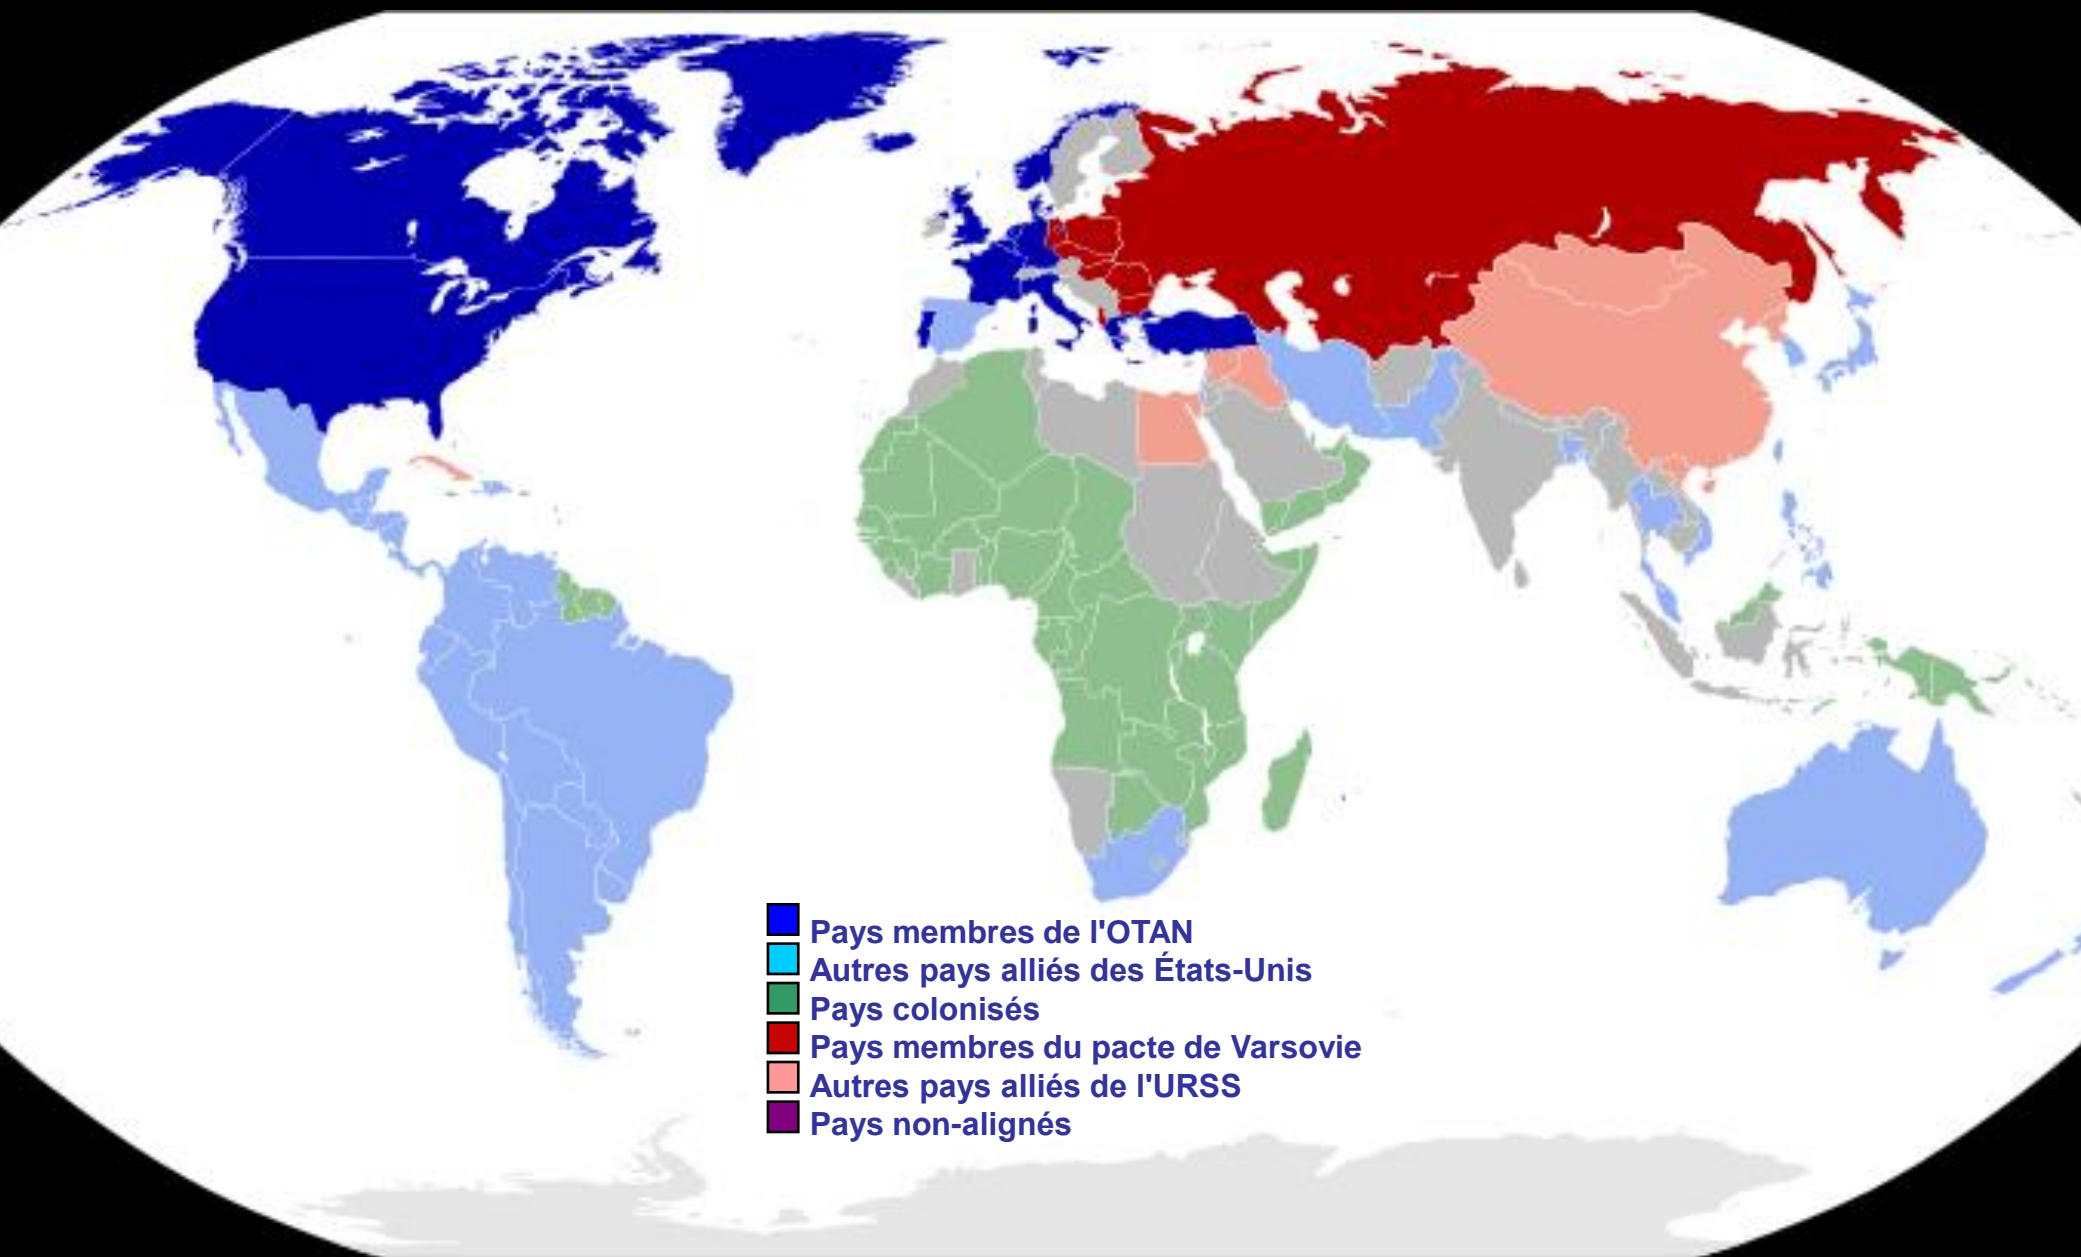 Pays membres de l'OTAN
Autres pays alliés des États-Unis
Pays colonisés
Pays membres du pacte de Varsovie
Autres pays alliés de l'URSS
Pays non-alignés